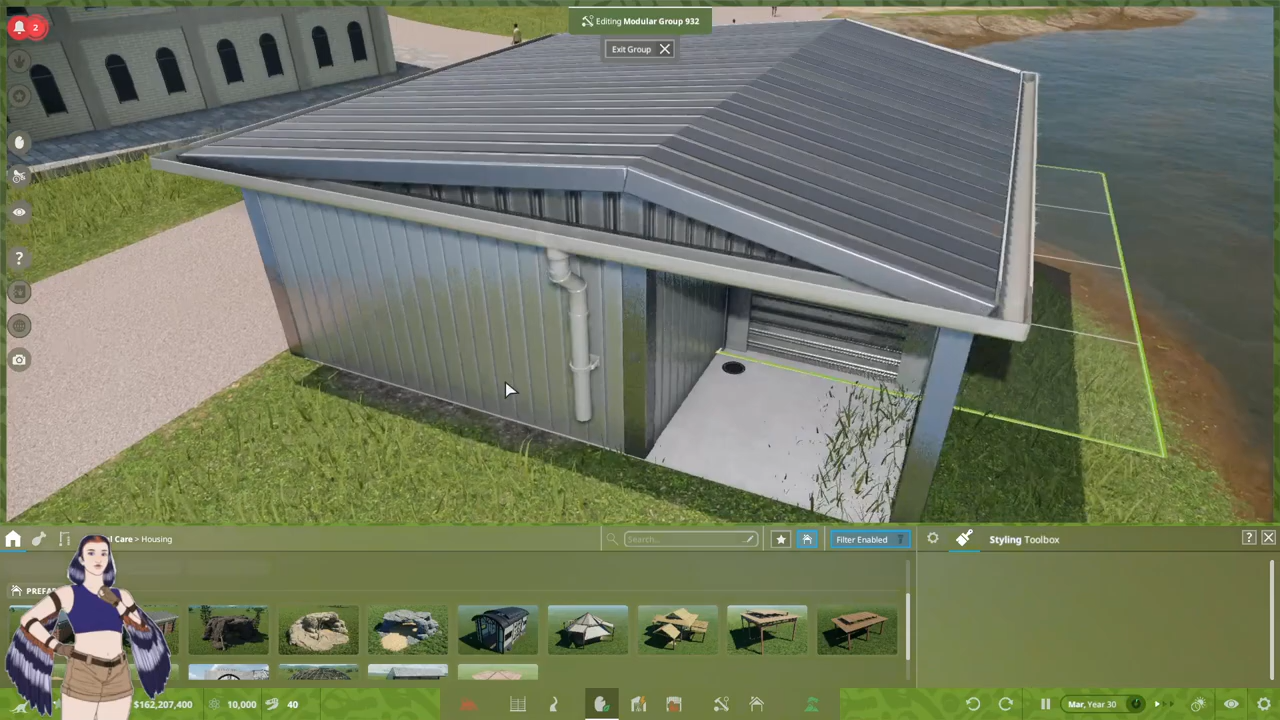 2
Editing Modular Group 932
Exit Group
l Care > Housing
Search...
Filter Enabled
Styling Toolbox
?
?
PREFA
$162,207,400
10,000
40
Mar, Year 30